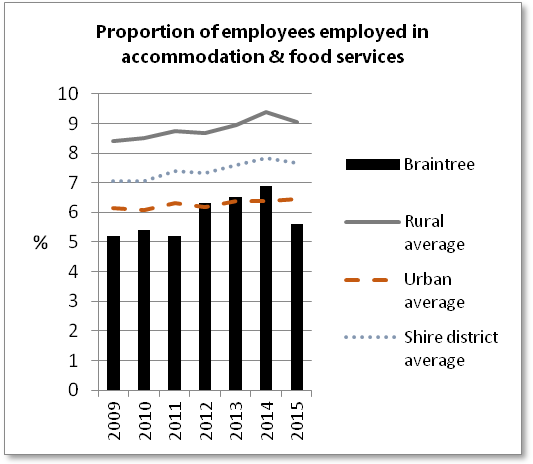 Proportion of employees employed in
accommodation & food services
10
9
8
7
6
5
4
3
2
1
0
%
2009
2010
2011
2012
2013
2014
2015
Braintree
Rural
average
Urban
average
Shire district
average